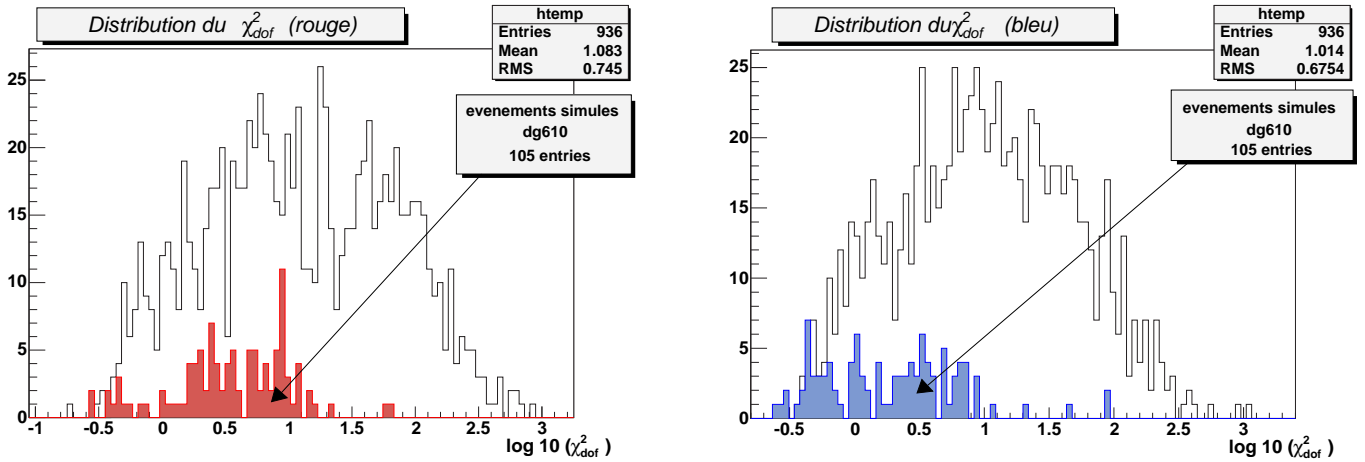 Distribution du χ²dof (rouge)
htemp
Entries 936
Mean 1.083
RMS 0.745
evenements simules
dg610
105 entries
25
20
15
10
5
0
-1 -0.5 0 0.5 1 1.5 2 2.5 3
log 10 (χ²dof )
Distribution duχ²dof (bleu)
htemp
Entries 936
Mean 1.014
RMS 0.6754
evenements simules
dg610
105 entries
25
20
15
10
5
0
-0.5 0 0.5 1 1.5 2 2.5 3
log 10 (χ²dof )